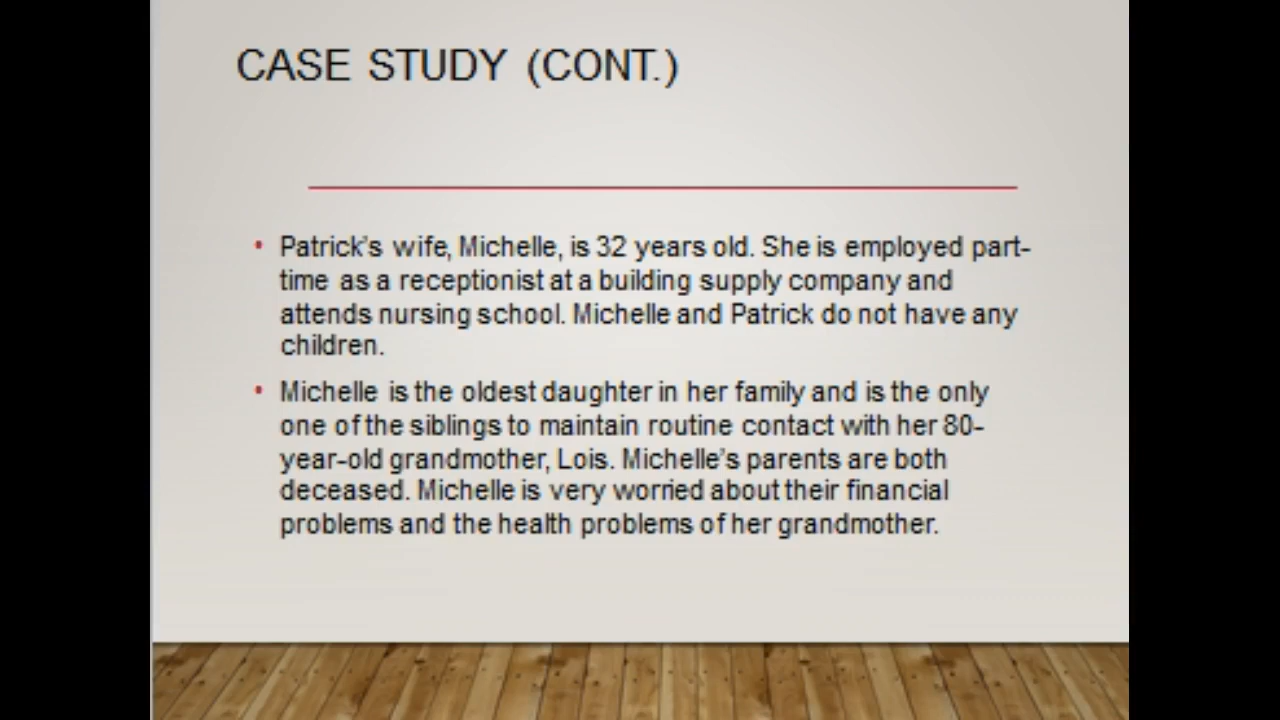 CASE STUDY (CONT.)
• Patrick's wife, Michelle, is 32 years old. She is employed part-
time as a receptionist at a building supply company and
attends nursing school. Michelle and Patrick do not have any
children.
• Michelle is the oldest daughter in her family and is the only
one of the siblings to maintain routine contact with her 80-
year-old grandmother, Lois. Michelle's parents are both
deceased. Michelle is very worried about their financial
problems and the health problems of her grandmother.